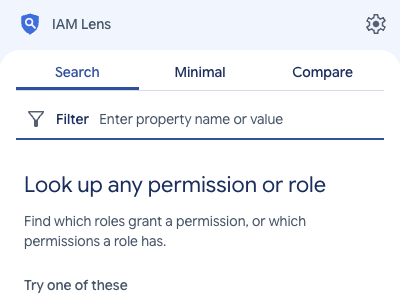 IAM Lens
Search Minimal Compare
Filter Enter property name or value
Look up any permission or role
Find which roles grant a permission, or which
permissions a role has.
Try one of these